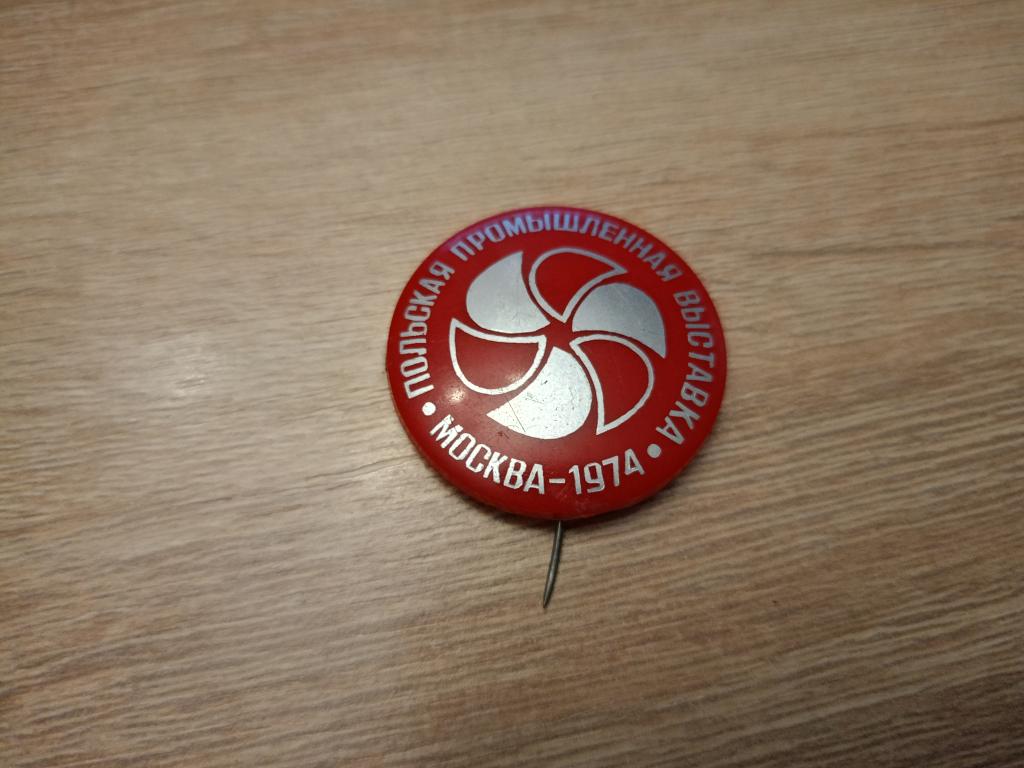 ПОЛЬСКАЯ ПРОМЫШЛЕННАЯ ВЫСТАВКА
• МОСКВА-1974 •